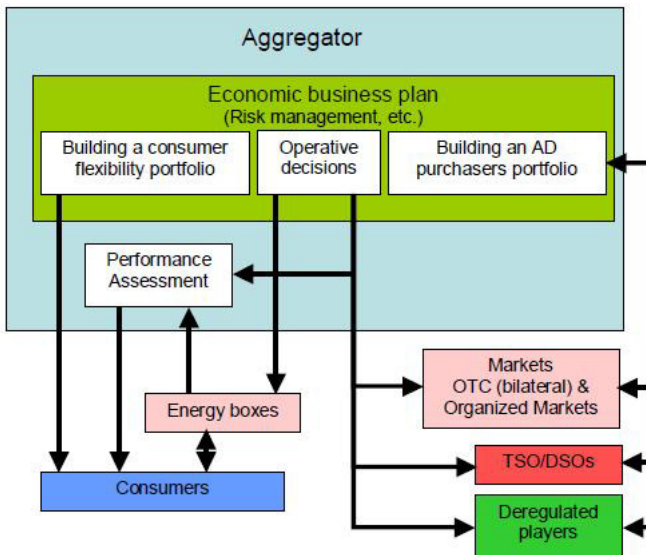 Aggregator
Economic business plan
(Risk management, etc.)
Building a consumer
flexibility portfolio
Operative
decisions
Building an AD
purchasers portfolio
Performance
Assessment
Markets
OTC (bilateral) &
Organized Markets
Energy boxes
TSO/DSOs
Consumers
Deregulated
players